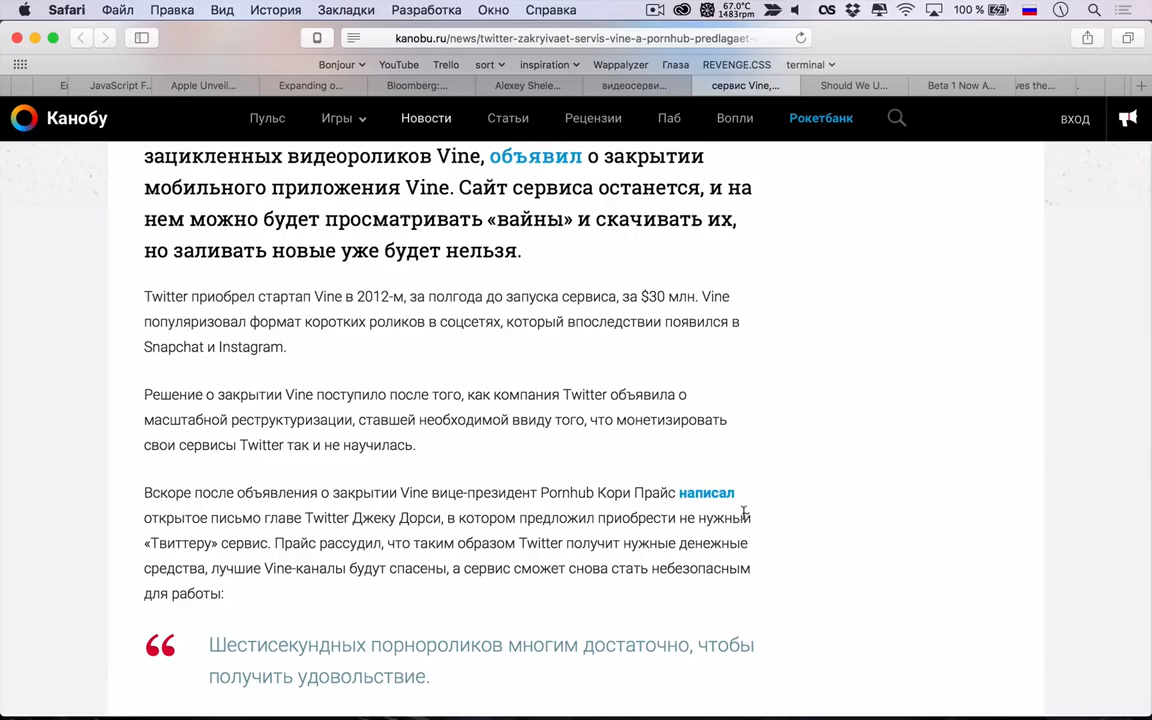 Safari Файл Правка Вид История Закладки Разработка Окно Справка 67.0°C 1483rpm 100 %
kanobu.ru/news/twitter-zakryivaet-servis-vine-a-pornhub-predlagaet-
Bonjour YouTube Trello sort inspiration Wappalyzer Глаза REVENGE.CSS terminal
JavaScript F... Apple Unveil... Expanding o... Bloomberg:... Alexey Shele... видеосерви... сервис Vine,... Should We U... Beta 1 Now A... ves the...
Канобу Пульс Игры Новости Статьи Рецензии Паб Вопли Рокетбанк ВХОД
зацикленных видеороликов Vine, объявил о закрытии
мобильного приложения Vine. Сайт сервиса останется, и на
нем можно будет просматривать «вайны» и скачивать их,
но заливать новые уже будет нельзя.
Twitter приобрел стартап Vine в 2012-м, за полгода до запуска сервиса, за $30 млн. Vine
популяризовал формат коротких роликов в соцсетях, который впоследствии появился в
Snapchat и Instagram.
Решение о закрытии Vine поступило после того, как компания Twitter объявила о
масштабной реструктуризации, ставшей необходимой ввиду того, что монетизировать
свои сервисы Twitter так и не научилась.
Вскоре после объявления о закрытии Vine вице-президент Pornhub Кори Прайс написал
открытое письмо главе Twitter Джеку Дорси, в котором предложил приобрести не нужный
«Твиттеру» сервис. Прайс рассудил, что таким образом Twitter получит нужные денежные
средства, лучшие Vine-каналы будут спасены, а сервис сможет снова стать небезопасным
для работы:
Шестисекундных порнороликов многим достаточно, чтобы
получить удовольствие.